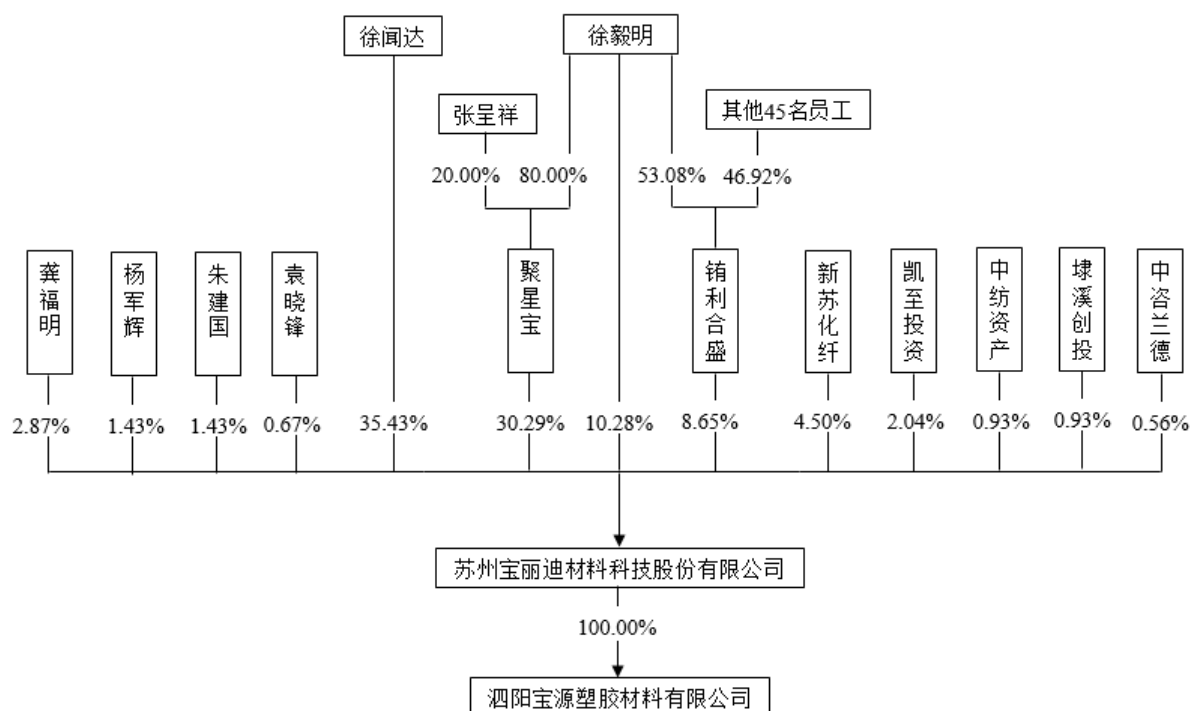 徐闻达
徐毅明
张呈祥
其他45名员工
20.00%
80.00%
53.08%
46.92%
龚福明
杨军辉
朱建国
袁晓锋
聚星宝
铕利合盛
新苏化纤
凯至投资
中纺资产
埭溪创投
中咨兰德
2.87%
1.43%
1.43%
0.67%
35.43%
30.29%
10.28%
8.65%
4.50%
2.04%
0.93%
0.93%
0.56%
苏州宝丽迪材料科技股份有限公司
100.00%
泗阳宝源塑胶材料有限公司